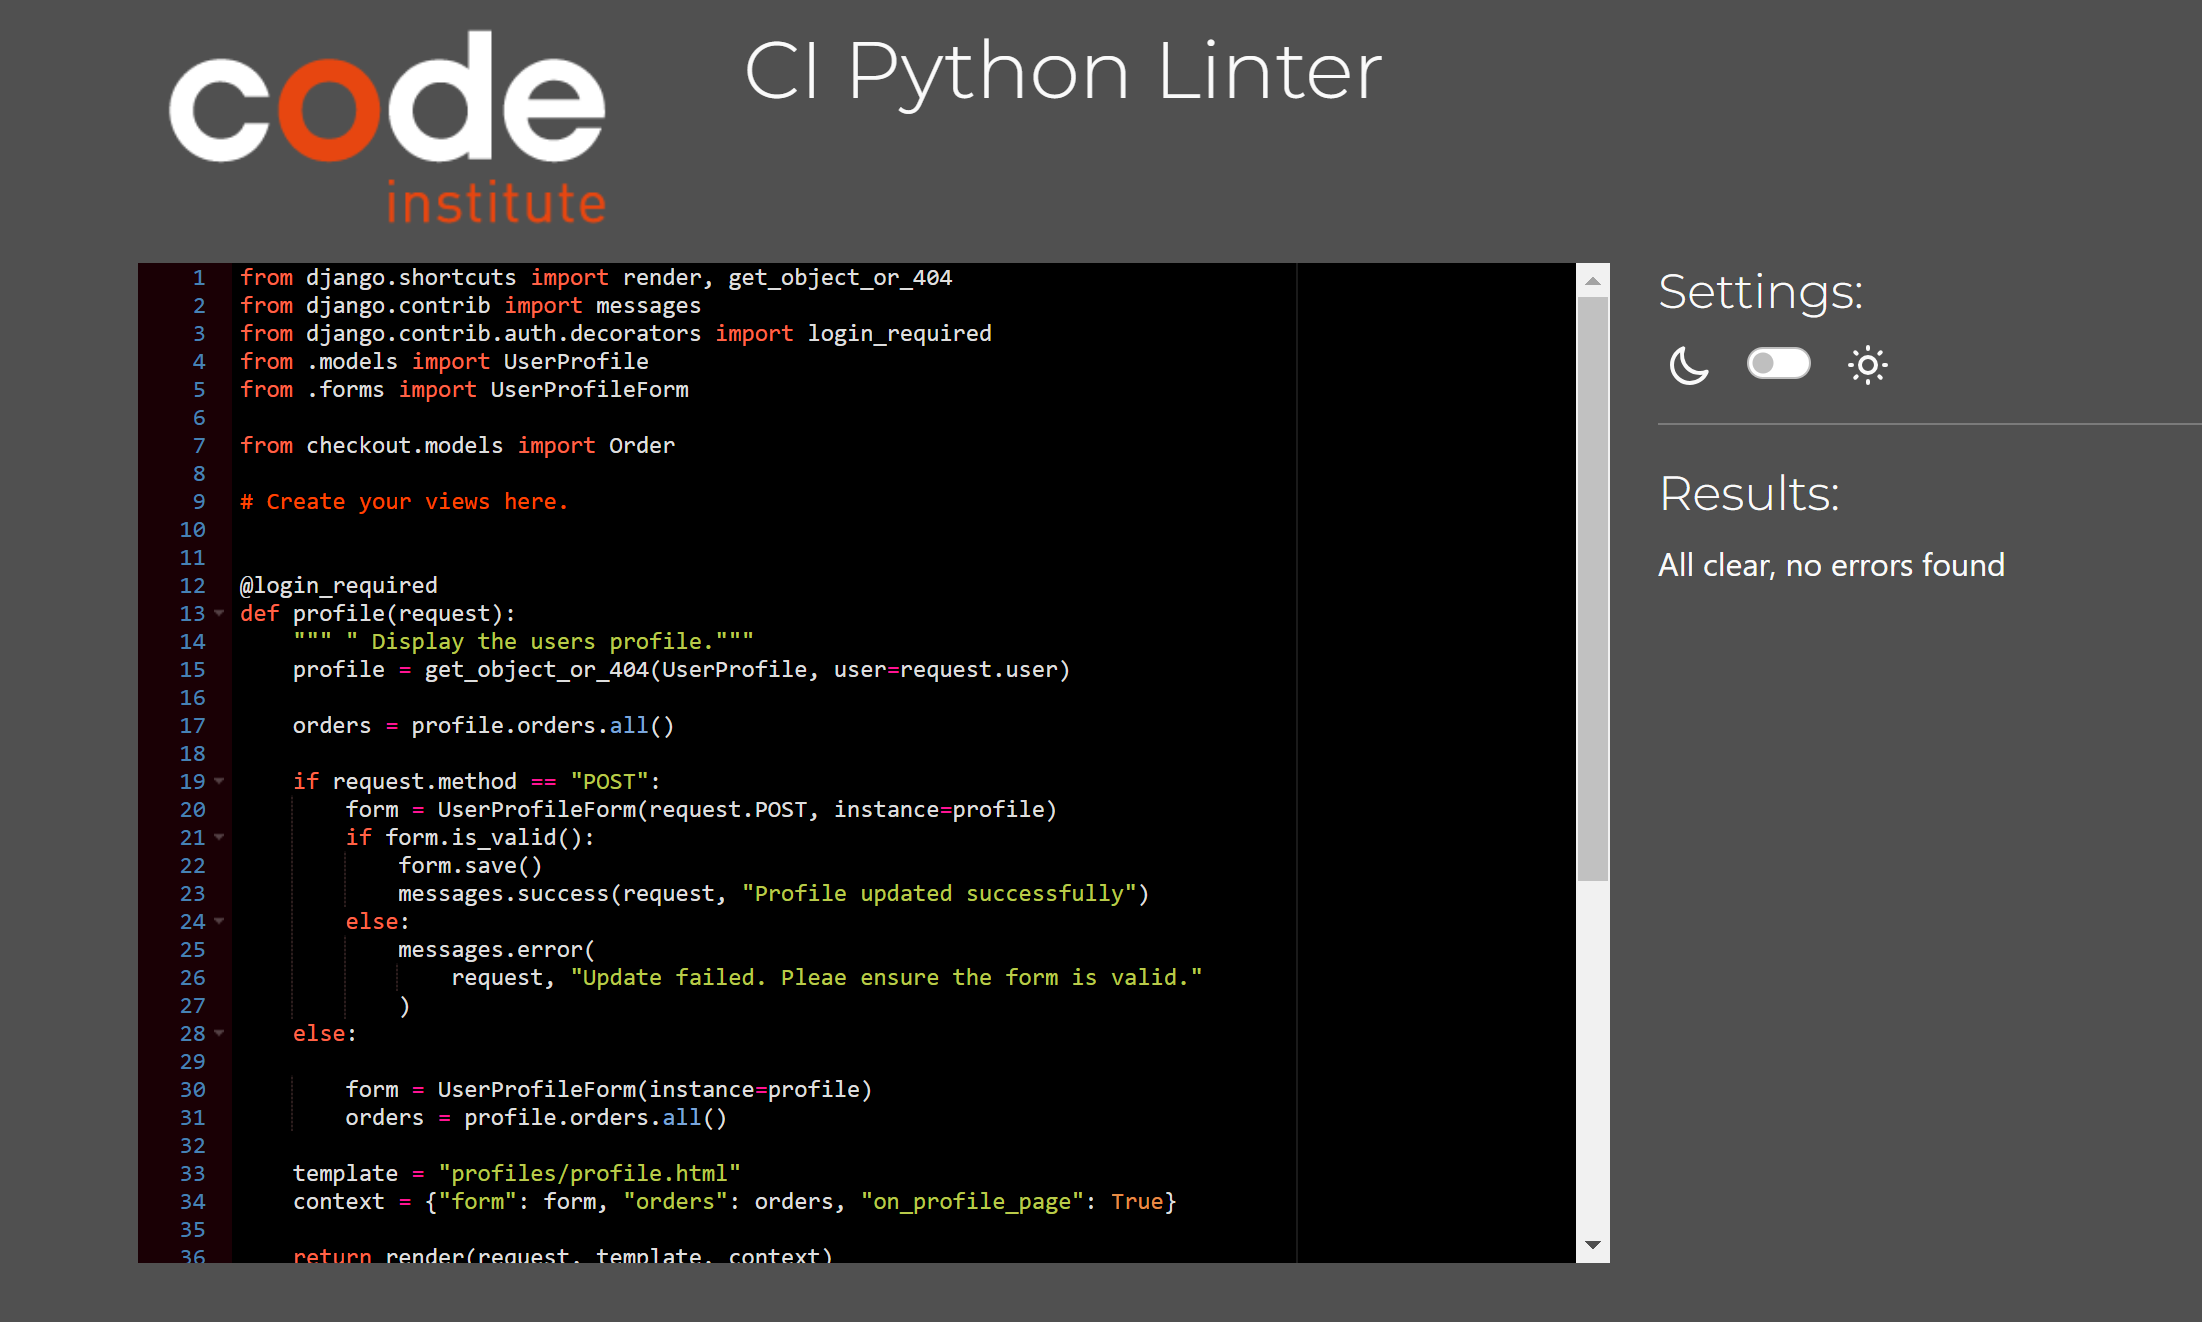 code
institute
CI Python Linter
1 from django.shortcuts import render, get_object_or_404
2 from django.contrib import messages
3 from django.contrib.auth.decorators import login_required
4 from .models import UserProfile
5 from .forms import UserProfileForm
6
7 from checkout.models import Order
8
9 # Create your views here.
10
11
12 @login_required
13 def profile(request):
14     """ " Display the users profile."""
15     profile = get_object_or_404(UserProfile, user=request.user)
16
17     orders = profile.orders.all()
18
19     if request.method == "POST":
20         form = UserProfileForm(request.POST, instance=profile)
21         if form.is_valid():
22             form.save()
23             messages.success(request, "Profile updated successfully")
24         else:
25             messages.error(
26                 request, "Update failed. Pleae ensure the form is valid."
27             )
28     else:
29
30         form = UserProfileForm(instance=profile)
31         orders = profile.orders.all()
32
33     template = "profiles/profile.html"
34     context = {"form": form, "orders": orders, "on_profile_page": True}
35
36     return render(request, template, context)
Settings:
Results:
All clear, no errors found